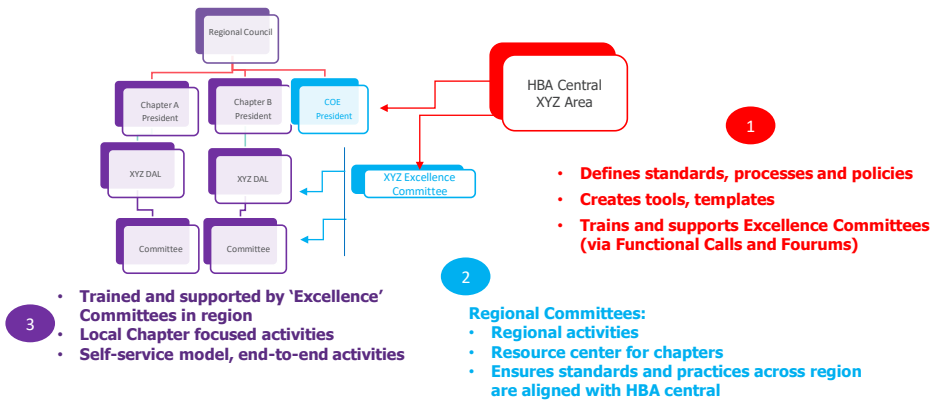 Regional Council
HBA Central
XYZ Area
Chapter A
President
Chapter B
President
COE
President
1
XYZ DAL
XYZ DAL
XYZ Excellence
Committee
• Defines standards, processes and policies
• Creates tools, templates
• Trains and supports Excellence Committees
(via Functional Calls and Fourums)
Committee
Committee
2
3
• Trained and supported by ‘Excellence’
Committees in region
• Local Chapter focused activities
• Self-service model, end-to-end activities
Regional Committees:
• Regional activities
• Resource center for chapters
• Ensures standards and practices across region
are aligned with HBA central